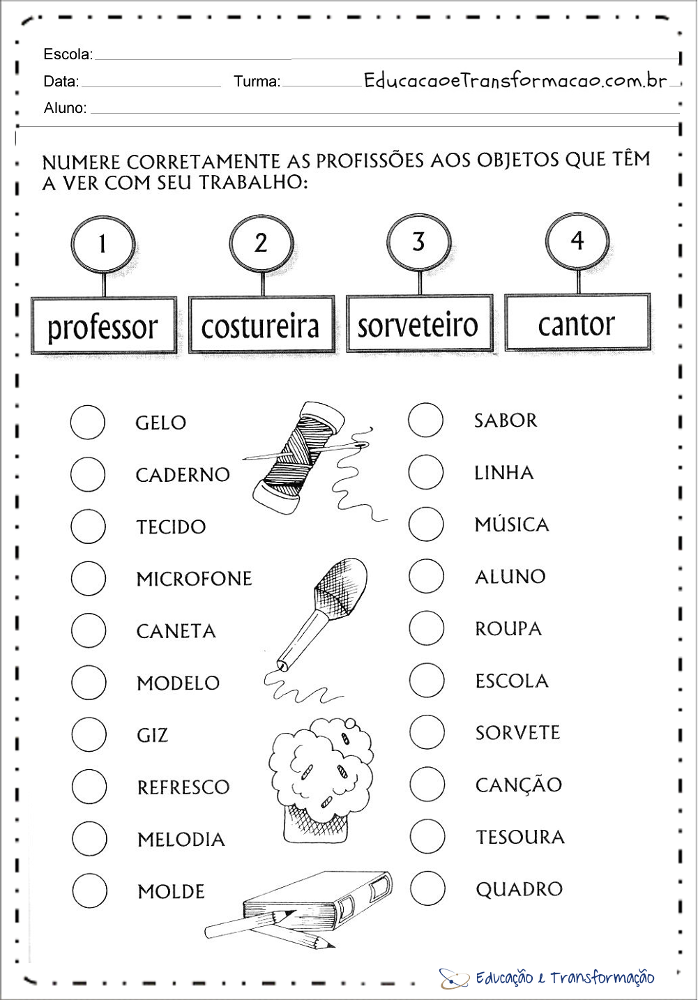 Escola:
Data: Turma: EducacaoeTransformacao.com.br
Aluno:
NUMERE CORRETAMENTE AS PROFISSÕES AOS OBJETOS QUE TÊM
A VER COM SEU TRABALHO:
1 2 3 4
professor costureira sorveteiro cantor
GELO SABOR
CADERNO LINHA
TECIDO MÚSICA
MICROFONE ALUNO
CANETA ROUPA
MODELO ESCOLA
GIZ SORVETE
REFRESCO CANÇÃO
MELODIA TESOURA
MOLDE QUADRO
Educação e Transformação